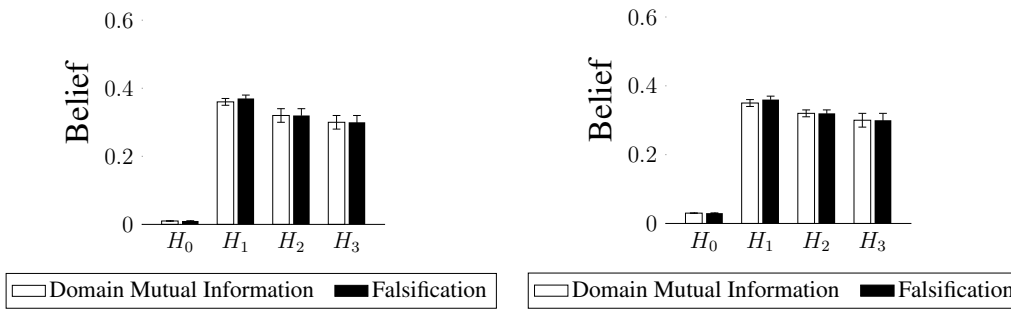 0.6
0.4
0.2
0
Belief
H₀ H₁ H₂ H₃
Domain Mutual Information Falsification
0.6
0.4
0.2
0
Belief
H₀ H₁ H₂ H₃
Domain Mutual Information Falsification